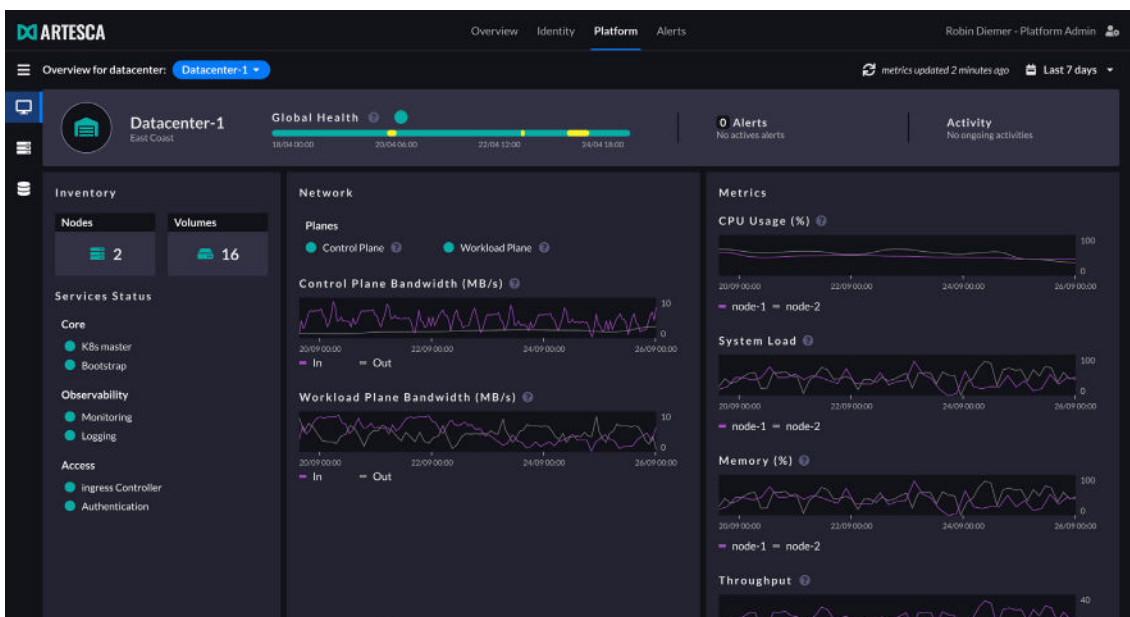 ARTESCA
Overview Identity Platform Alerts
Robin Diemer - Platform Admin
Overview for datacenter: Datacenter-1
metrics updated 2 minutes ago
Last 7 days
Datacenter-1
East Coast
Global Health
18/04 00:00 20/04 06:00 22/04 12:00 24/04 18:00
0 Alerts
No actives alerts
Activity
No ongoing activities
Inventory
Nodes Volumes
2 16
Services Status
Core
K8s master
Bootstrap
Observability
Monitoring
Logging
Access
ingress Controller
Authentication
Network
Planes
Control Plane Workload Plane
Control Plane Bandwidth (MB/s)
10
0
20/09 00:00 22/09 00:00 24/09 00:00 26/09 00:00
In Out
Workload Plane Bandwidth (MB/s)
10
0
20/09 00:00 22/09 00:00 24/09 00:00 26/09 00:00
In Out
Metrics
CPU Usage (%)
100
0
20/09 00:00 22/09 00:00 24/09 00:00 26/09 00:00
node-1 node-2
System Load
100
0
20/09 00:00 22/09 00:00 24/09 00:00 26/09 00:00
node-1 node-2
Memory (%)
100
0
20/09 00:00 22/09 00:00 24/09 00:00 26/09 00:00
node-1 node-2
Throughput
40